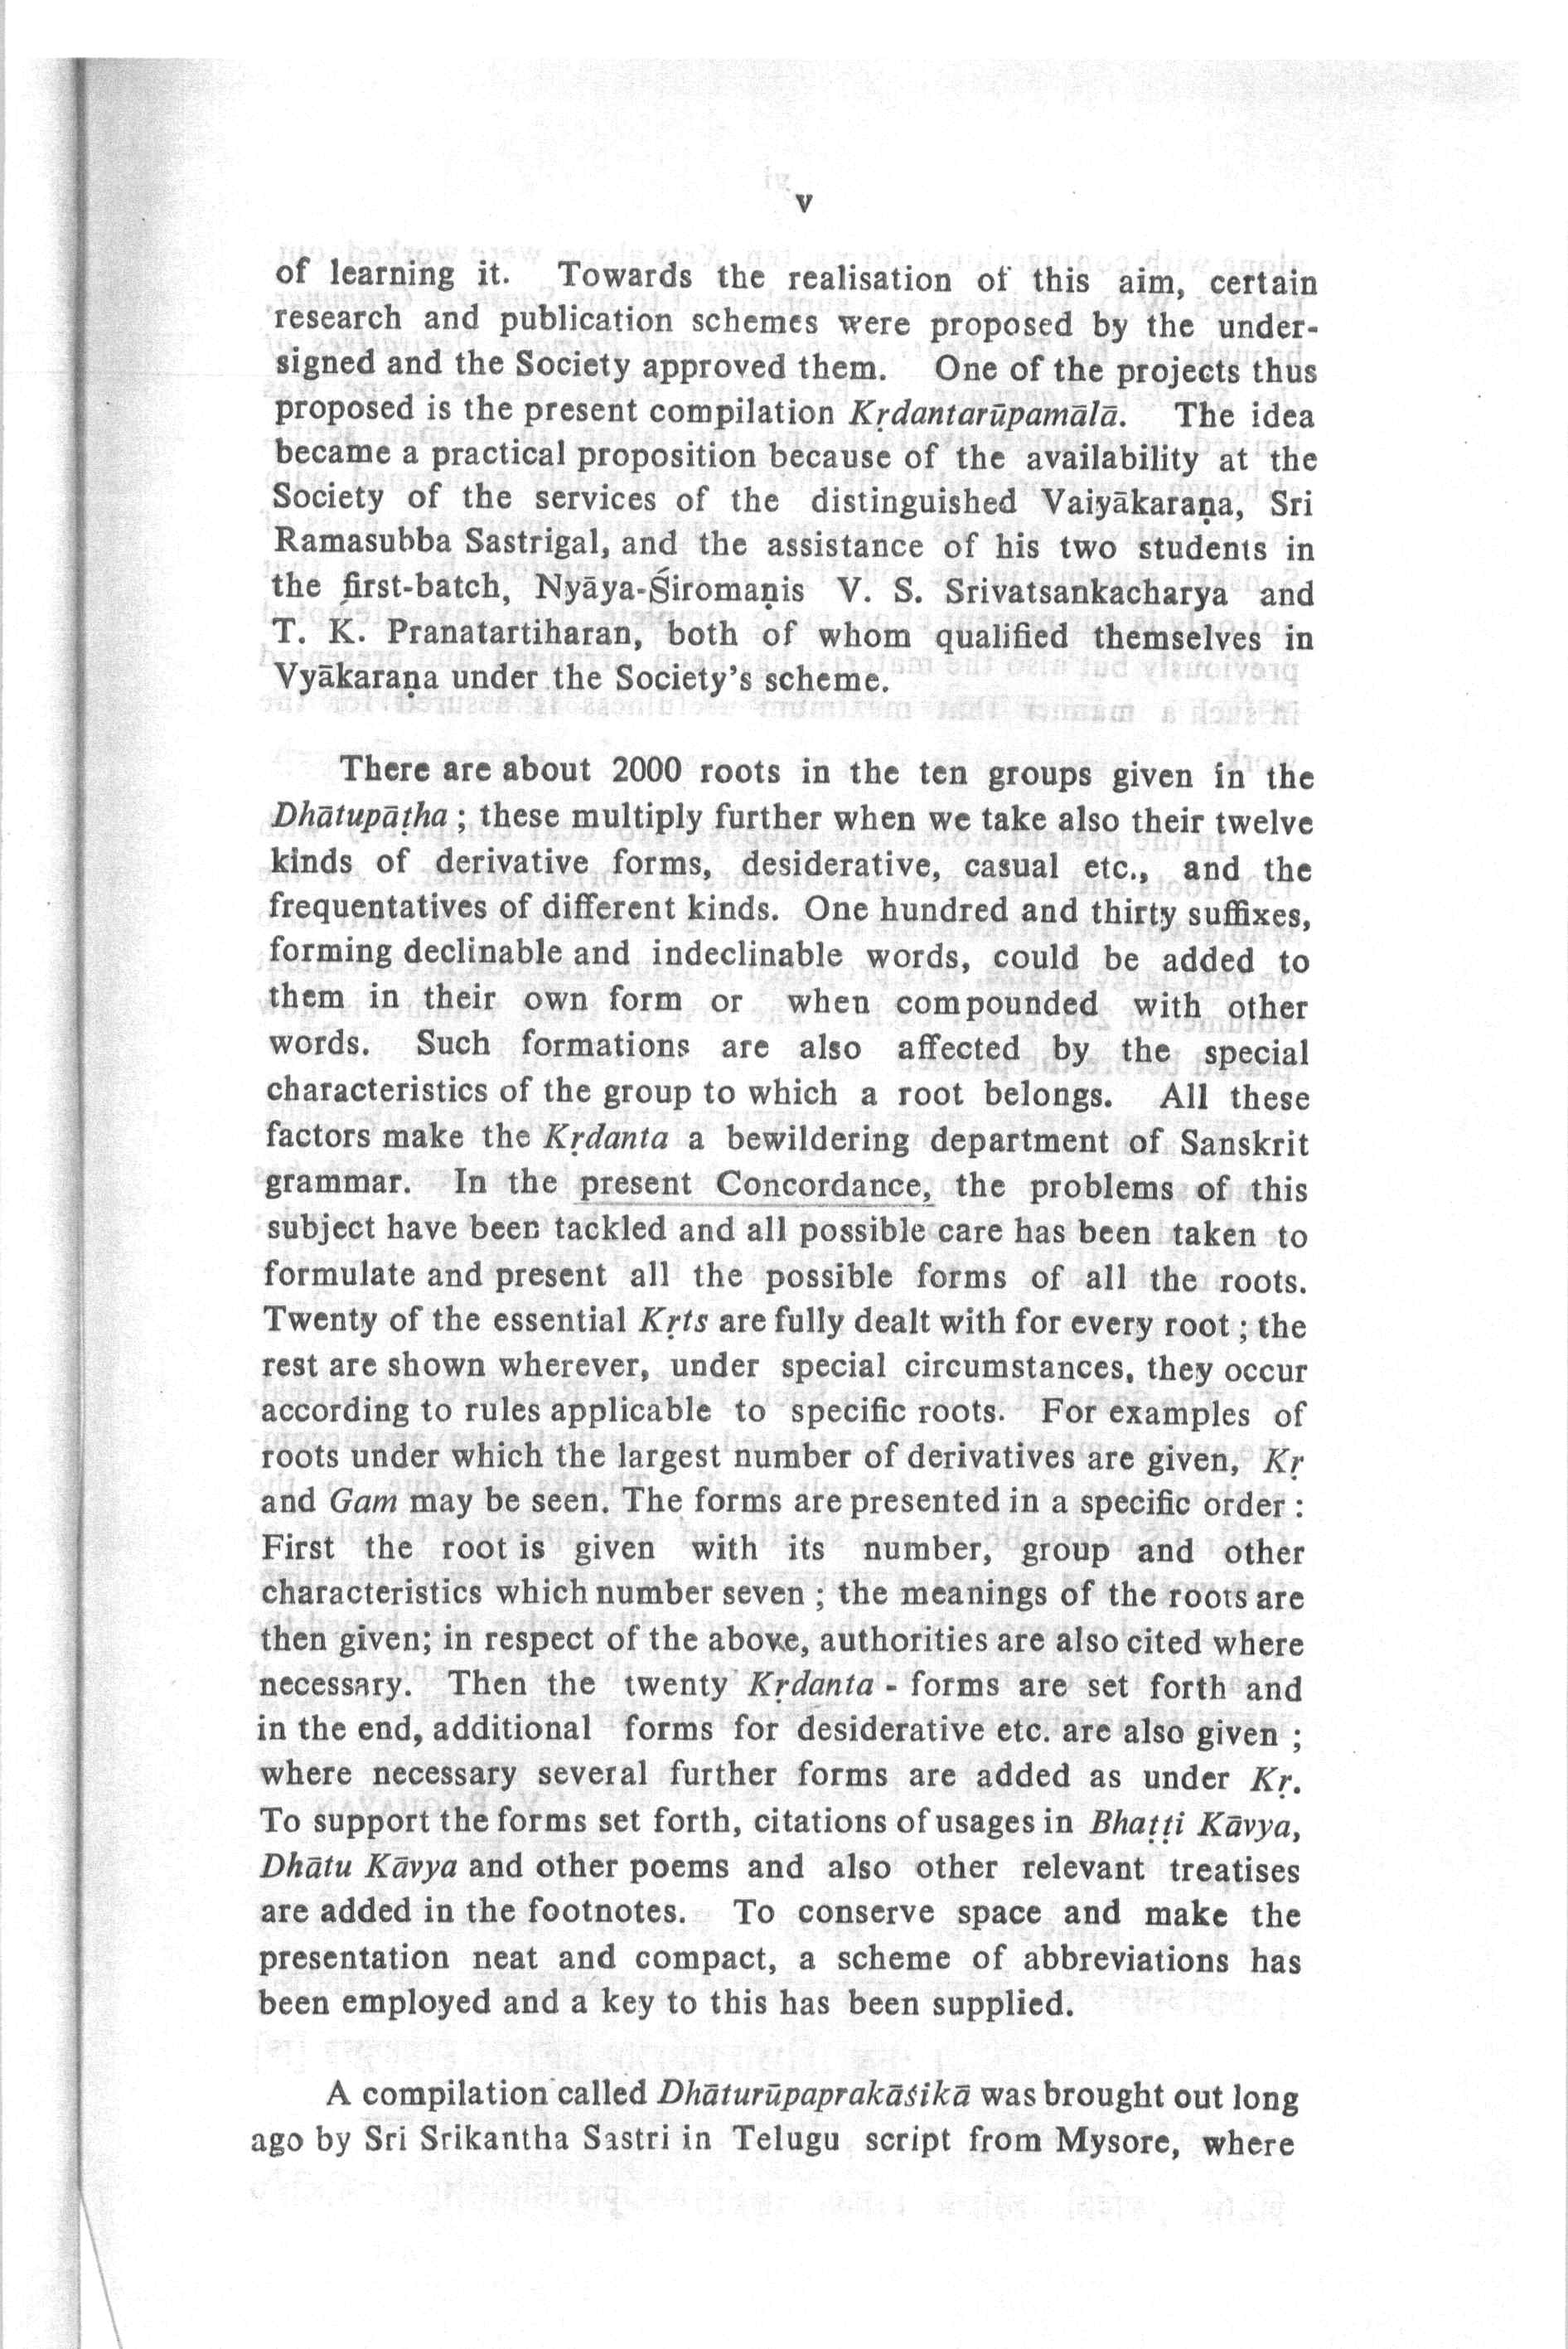 v
of learning it. Towards the realisation of this aim, certain
research and publication schemes were proposed by the under-
signed and the Society approved them. One of the projects thus
proposed is the present compilation Kṛdantarūpamālā. The idea
became a practical proposition because of the availability at the
Society of the services of the distinguished Vaiyākaraṇa, Sri
Ramasubba Sastrigal, and the assistance of his two students in
the first-batch, Nyāya-Śiromaṇis V. S. Srivatsankacharya and
T. K. Pranatartiharan, both of whom qualified themselves in
Vyākaraṇa under the Society's scheme.
There are about 2000 roots in the ten groups given in the
Dhātupāṭha ; these multiply further when we take also their twelve
kinds of derivative forms, desiderative, casual etc., and the
frequentatives of different kinds. One hundred and thirty suffixes,
forming declinable and indeclinable words, could be added to
them in their own form or when compounded with other
words. Such formations are also affected by the special
characteristics of the group to which a root belongs. All these
factors make the Kṛdanta a bewildering department of Sanskrit
grammar. In the present Concordance, the problems of this
subject have been tackled and all possible care has been taken to
formulate and present all the possible forms of all the roots.
Twenty of the essential Kṛts are fully dealt with for every root ; the
rest are shown wherever, under special circumstances, they occur
according to rules applicable to specific roots. For examples of
roots under which the largest number of derivatives are given, Kṛ
and Gam may be seen. The forms are presented in a specific order :
First the root is given with its number, group and other
characteristics which number seven ; the meanings of the roots are
then given; in respect of the above, authorities are also cited where
necessary. Then the twenty Kṛdanta - forms are set forth and
in the end, additional forms for desiderative etc. are also given ;
where necessary several further forms are added as under Kṛ.
To support the forms set forth, citations of usages in Bhaṭṭi Kāvya,
Dhātu Kāvya and other poems and also other relevant treatises
are added in the footnotes. To conserve space and make the
presentation neat and compact, a scheme of abbreviations has
been employed and a key to this has been supplied.
A compilation called Dhāturūpaprakāśikā was brought out long
ago by Sri Srikantha Sastri in Telugu script from Mysore, where